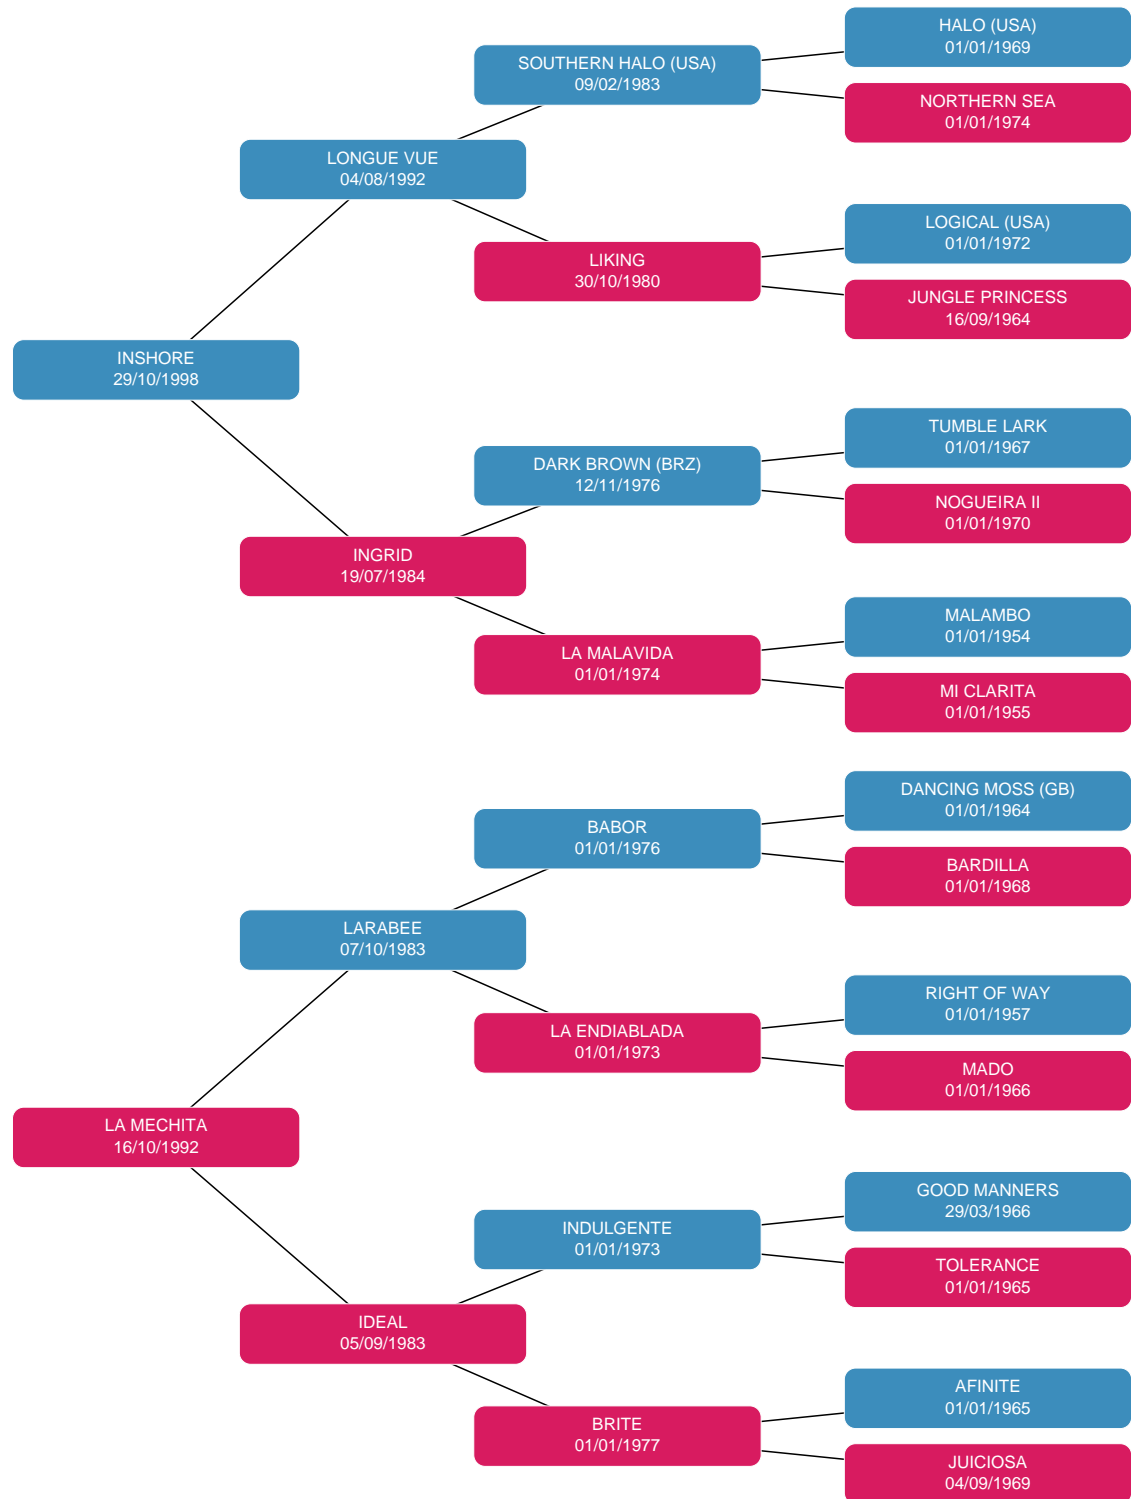 HALO (USA)
01/01/1969
SOUTHERN HALO (USA)
09/02/1983
NORTHERN SEA
01/01/1974
LONGUE VUE
04/08/1992
LOGICAL (USA)
01/01/1972
LIKING
30/10/1980
JUNGLE PRINCESS
16/09/1964
INSHORE
29/10/1998
TUMBLE LARK
01/01/1967
DARK BROWN (BRZ)
12/11/1976
NOGUEIRA II
01/01/1970
INGRID
19/07/1984
MALAMBO
01/01/1954
LA MALAVIDA
01/01/1974
MI CLARITA
01/01/1955
DANCING MOSS (GB)
01/01/1964
BABOR
01/01/1976
BARDILLA
01/01/1968
LARABEE
07/10/1983
RIGHT OF WAY
01/01/1957
LA ENDIABLADA
01/01/1973
MADO
01/01/1966
LA MECHITA
16/10/1992
GOOD MANNERS
29/03/1966
INDULGENTE
01/01/1973
TOLERANCE
01/01/1965
IDEAL
05/09/1983
AFINITE
01/01/1965
BRITE
01/01/1977
JUICIOSA
04/09/1969